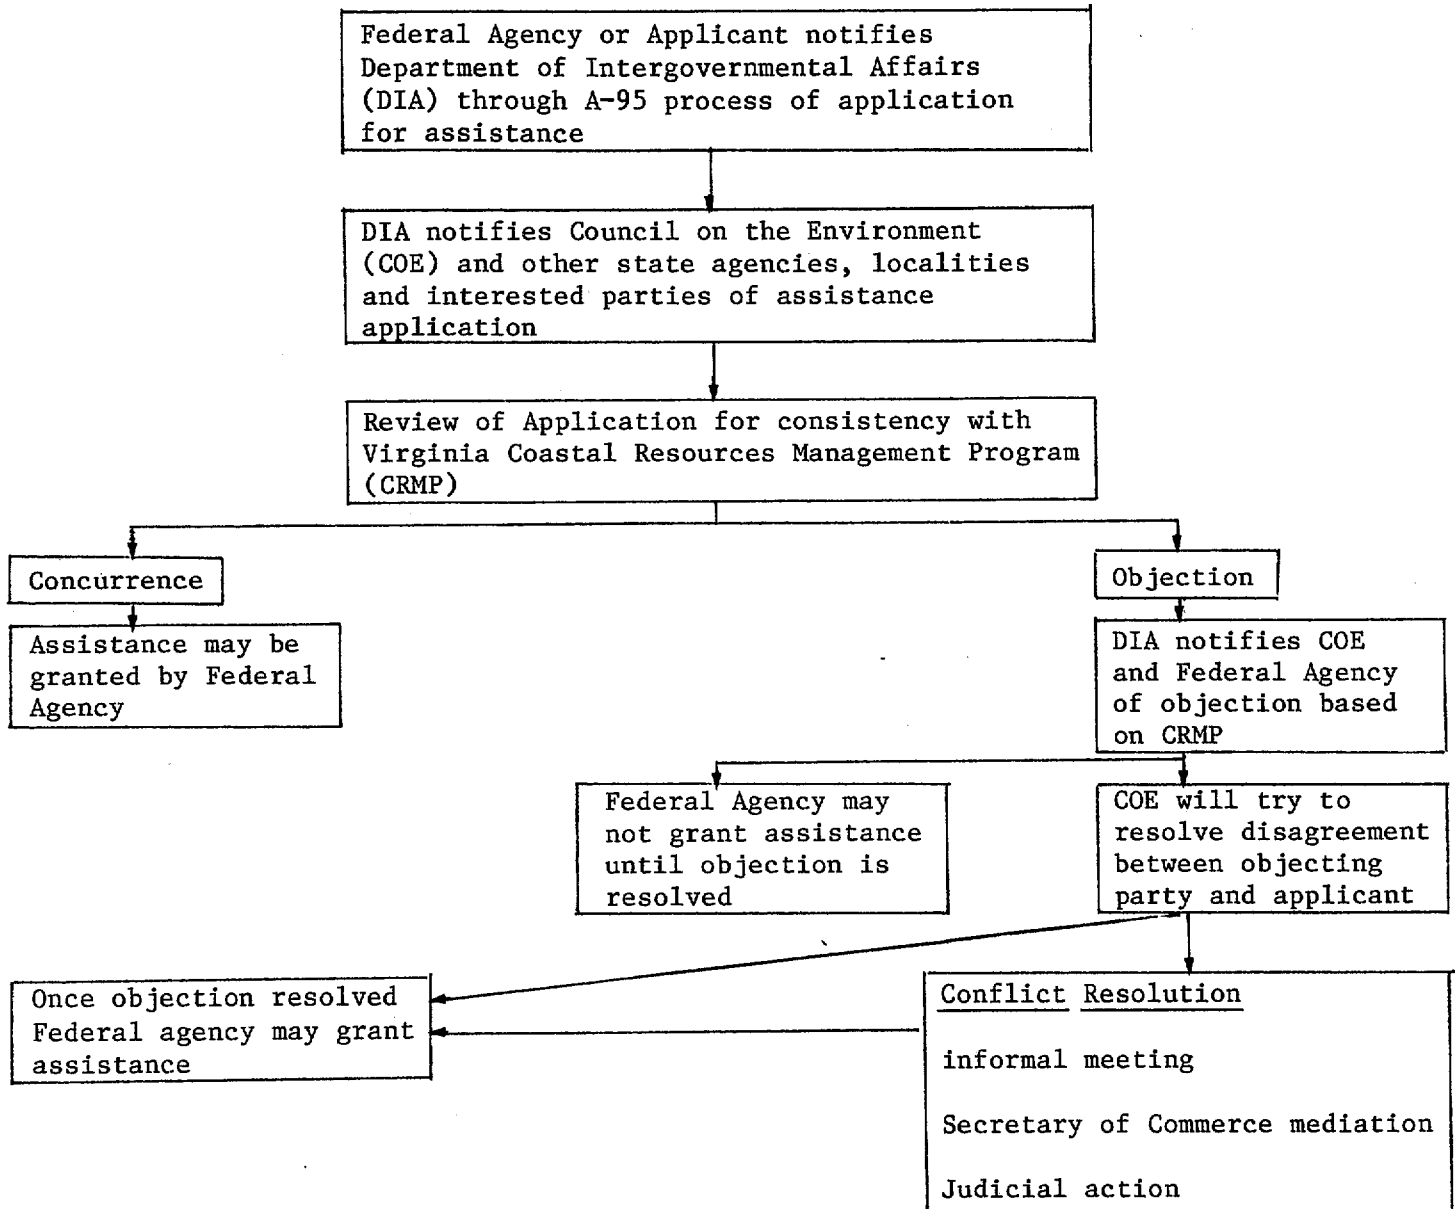 Federal Agency or Applicant notifies
Department of Intergovernmental Affairs
(DIA) through A-95 process of application
for assistance
DIA notifies Council on the Environment
(COE) and other state agencies, localities
and interested parties of assistance
application
Review of Application for consistency with
Virginia Coastal Resources Management Program
(CRMP)
Concurrence
Assistance may be
granted by Federal
Agency
Objection
DIA notifies COE
and Federal Agency
of objection based
on CRMP
Federal Agency may
not grant assistance
until objection is
resolved
COE will try to
resolve disagreement
between objecting
party and applicant
Once objection resolved
Federal agency may grant
assistance
Conflict Resolution
informal meeting
Secretary of Commerce mediation
Judicial action